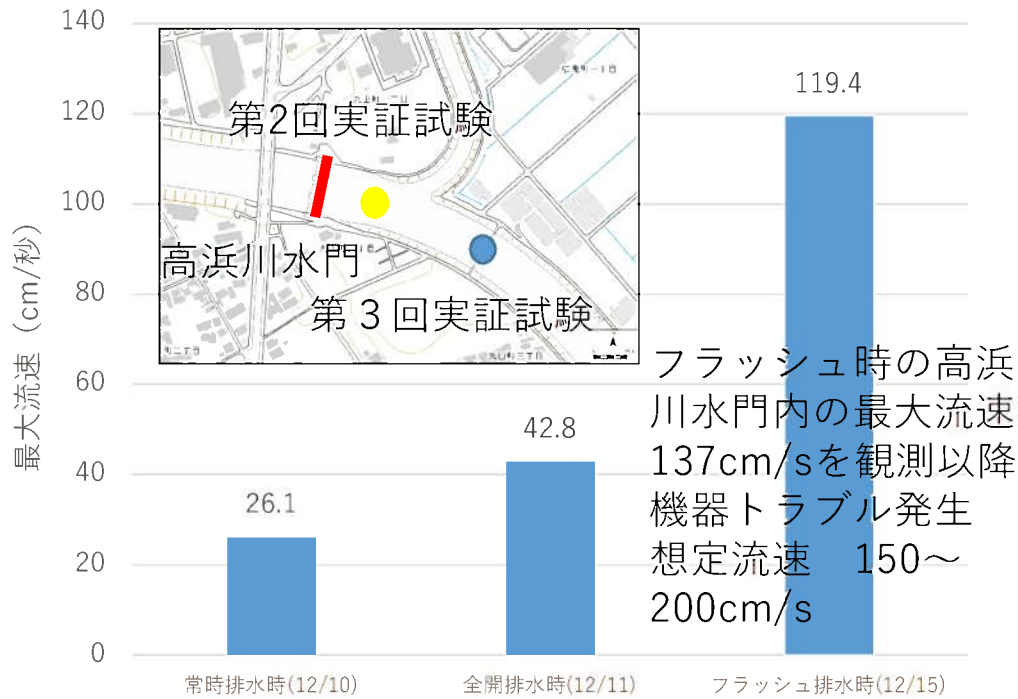 140
120
100
80
60
40
20
0
最大流速（cm/秒）
第2回実証試験
高浜川水門
第３回実証試験
119.4
42.8
26.1
フラッシュ時の高浜
川水門内の最大流速
137cm/sを観測以降
機器トラブル発生
想定流速　150～
200cm/s
常時排水時(12/10)
全開排水時(12/11)
フラッシュ排水時(12/15)